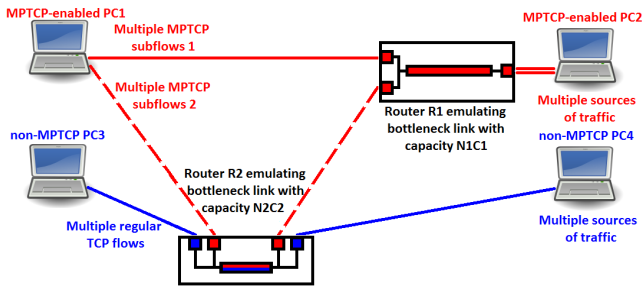 MPTCP-enabled PC1
MPTCP-enabled PC2
Multiple MPTCP
subflows 1
Multiple MPTCP
subflows 2
Multiple sources
of traffic
Router R1 emulating
bottleneck link with
capacity N1C1
non-MPTCP PC3
non-MPTCP PC4
Router R2 emulating
bottleneck link with
capacity N2C2
Multiple regular
TCP flows
Multiple sources
of traffic